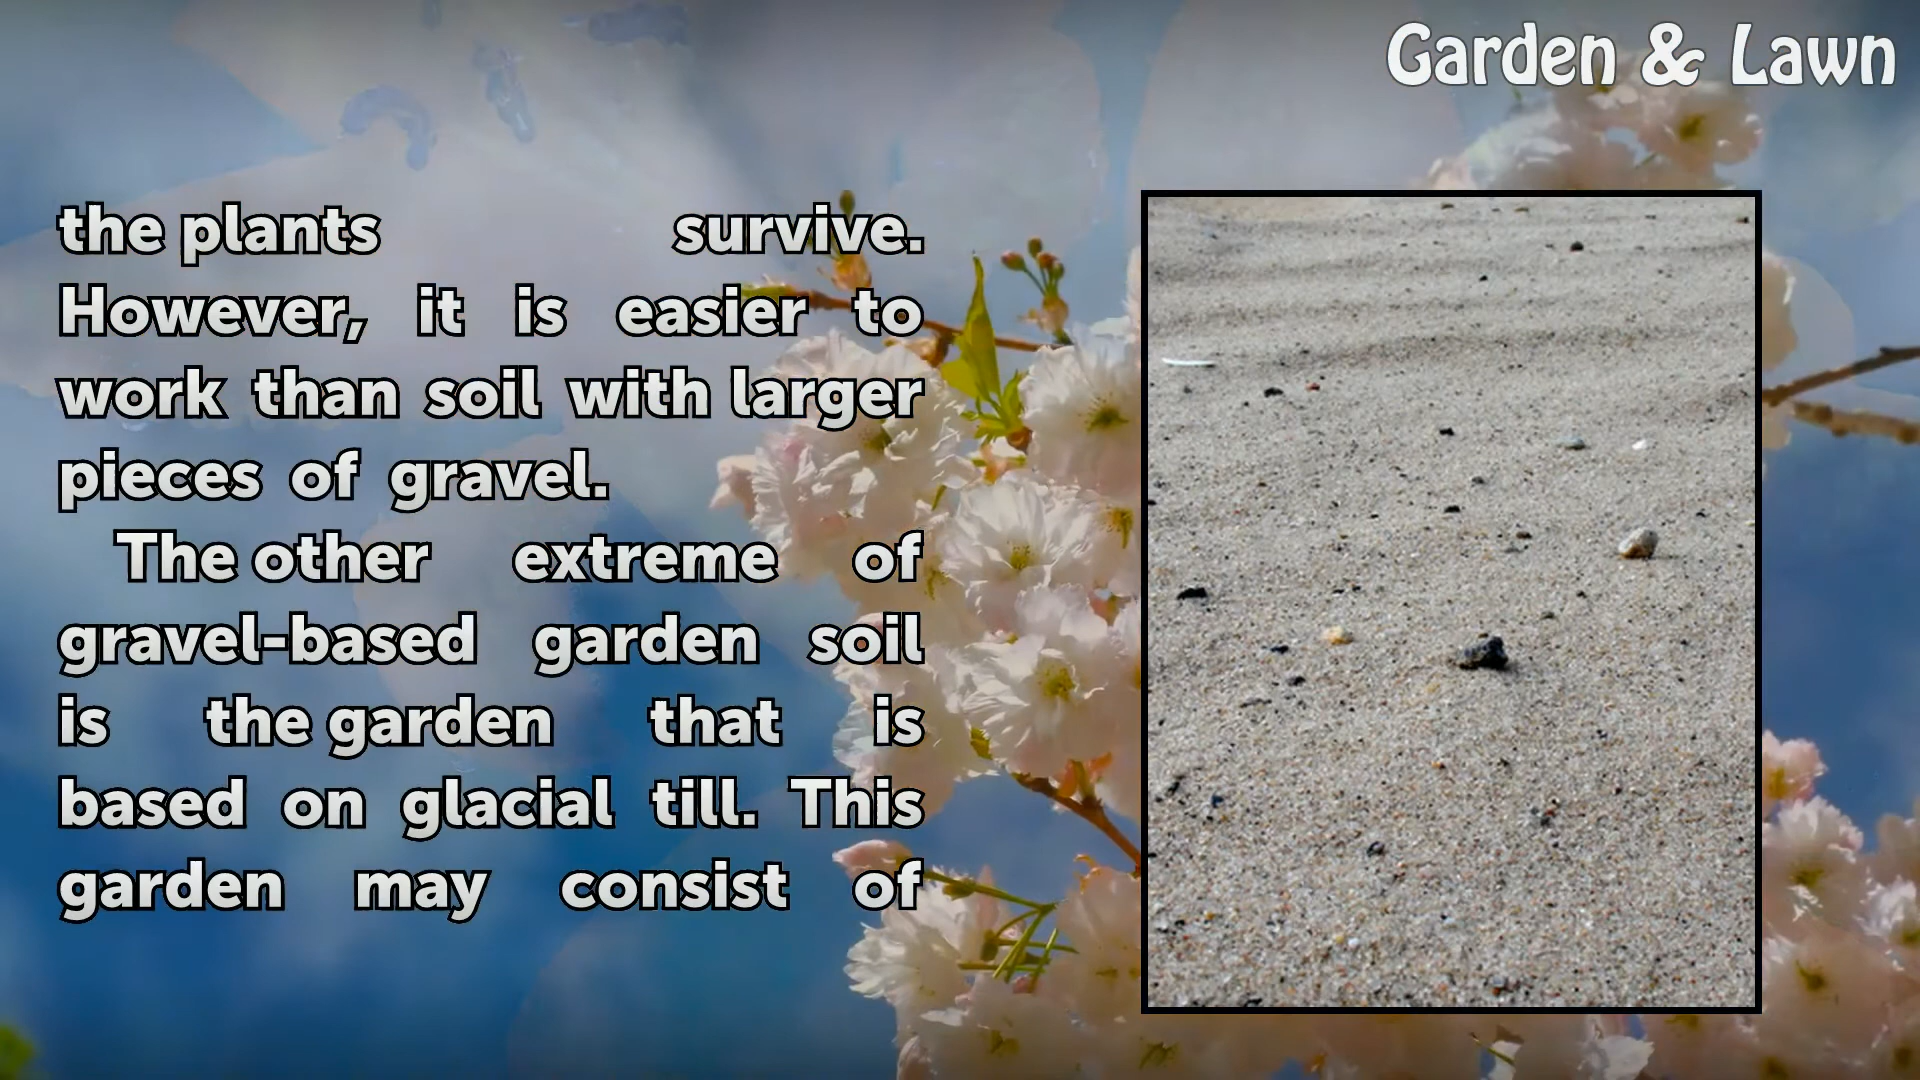 Garden & Lawn
the plants survive.
However, it is easier to
work than soil with larger
pieces of gravel.
The other extreme of
gravel-based garden soil
is the garden that is
based on glacial till. This
garden may consist of